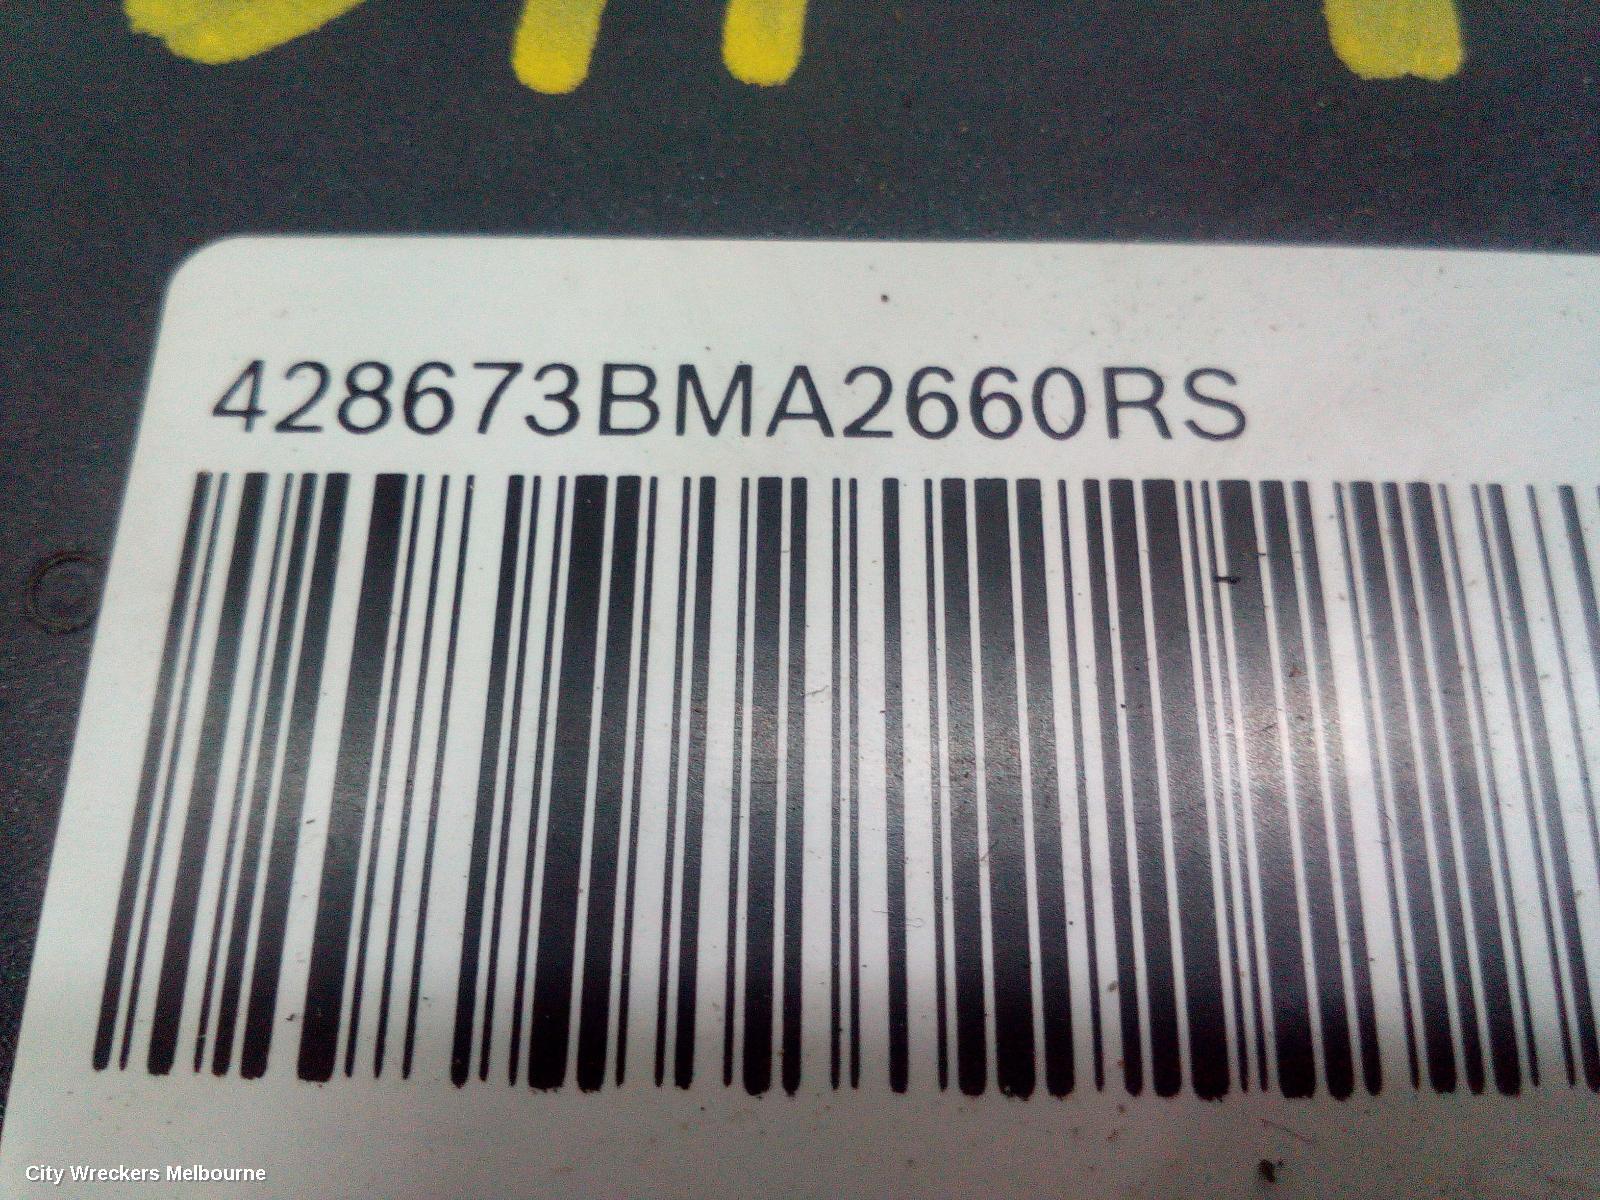 428673BMA2660RS
City Wreckers Melbourne